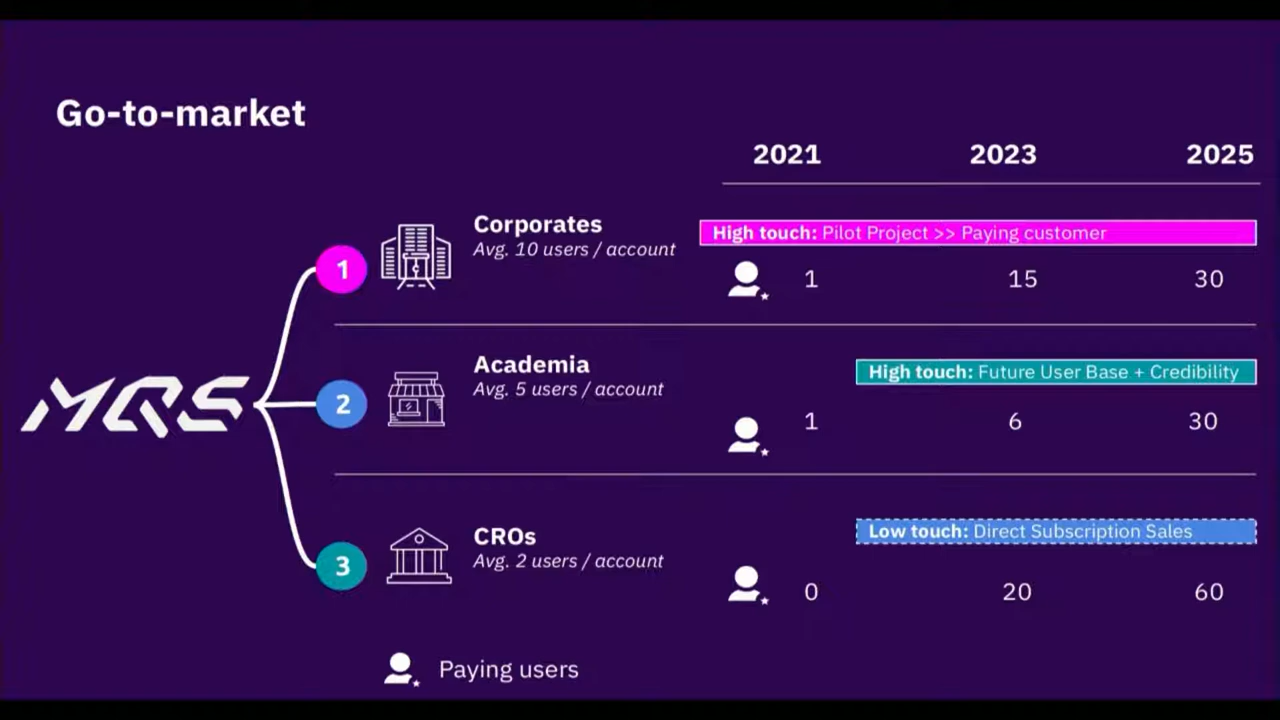 Go-to-market
2021 2023 2025
Corporates
Avg. 10 users / account
High touch: Pilot Project >> Paying customer
1
1 15 30
Academia
Avg. 5 users / account
High touch: Future User Base + Credibility
MQS
2
1 6 30
CROs
Avg. 2 users / account
Low touch: Direct Subscription Sales
3
0 20 60
Paying users